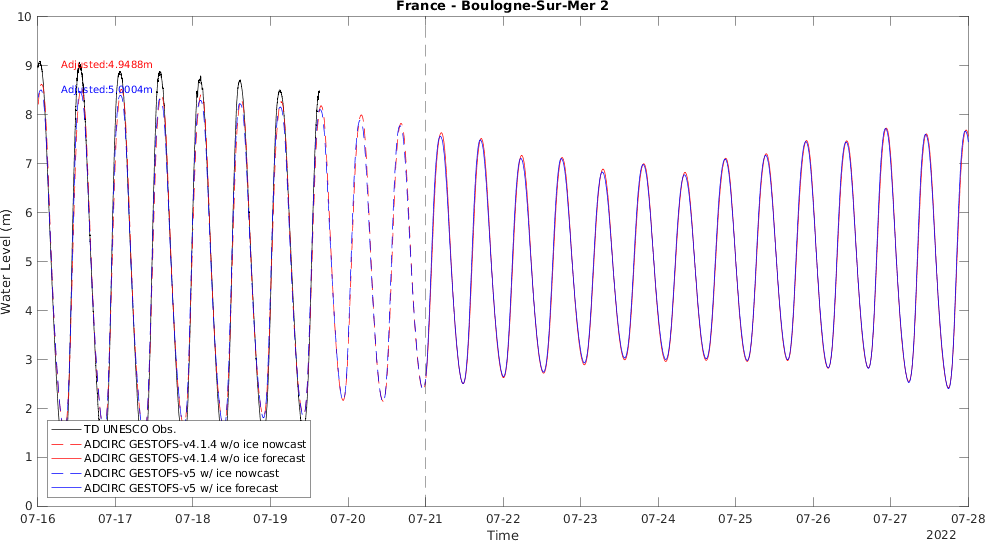 France - Boulogne-Sur-Mer 2
10
9
8
7
6
5
4
3
2
1
0
Water Level (m)
Adjusted:4.9488m
Adjusted:5.0004m
TD UNESCO Obs.
ADCIRC GESTOFS-v4.1.4 w/o ice nowcast
ADCIRC GESTOFS-v4.1.4 w/o ice forecast
ADCIRC GESTOFS-v5 w/ ice nowcast
ADCIRC GESTOFS-v5 w/ ice forecast
07-16 07-17 07-18 07-19 07-20 07-21 07-22 07-23 07-24 07-25 07-26 07-27 07-28
Time
2022